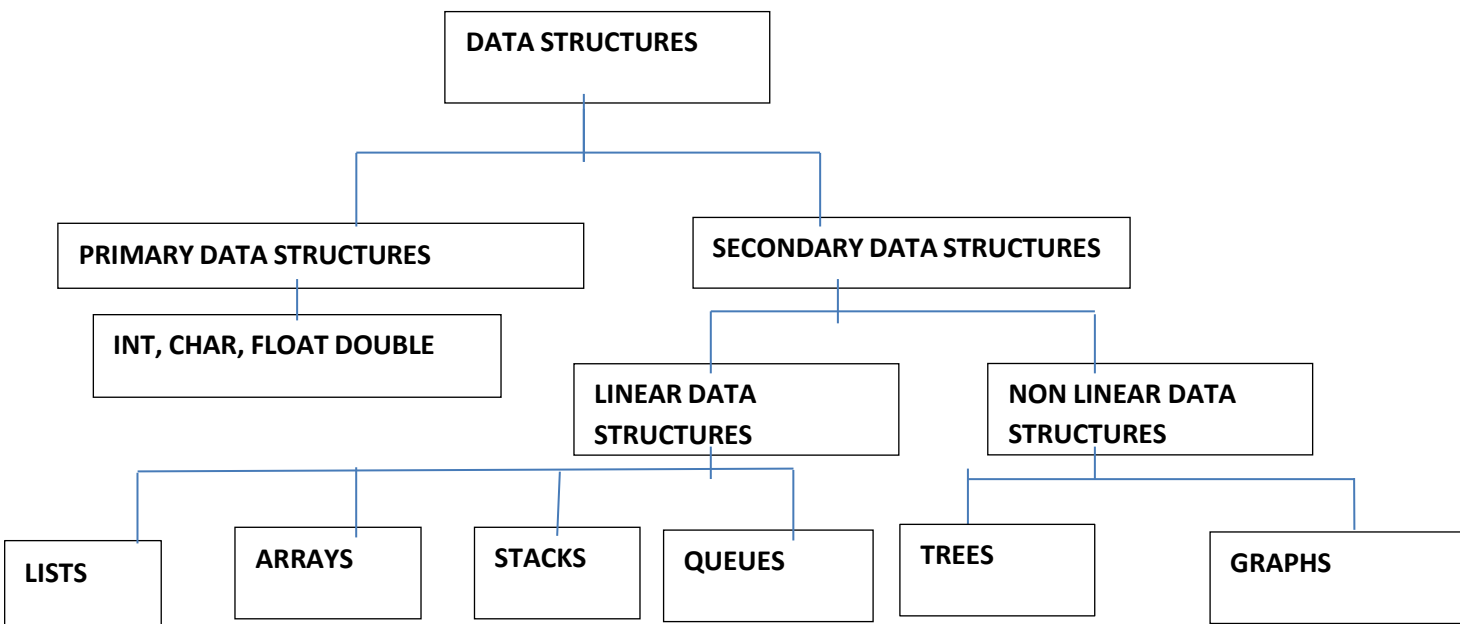 DATA STRUCTURES
PRIMARY DATA STRUCTURES
SECONDARY DATA STRUCTURES
INT, CHAR, FLOAT DOUBLE
LINEAR DATA
STRUCTURES
NON LINEAR DATA
STRUCTURES
LISTS
ARRAYS
STACKS
QUEUES
TREES
GRAPHS